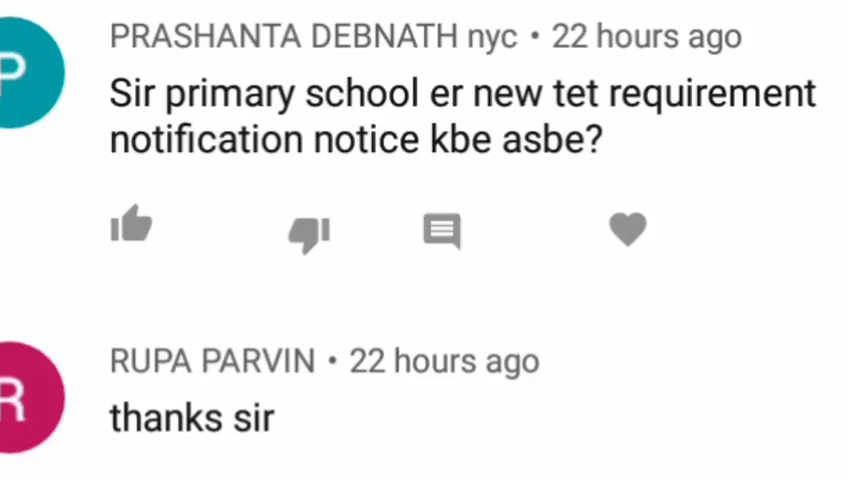 P
PRASHANTA DEBNATH nyc • 22 hours ago
Sir primary school er new tet requirement
notification notice kbe asbe?
R
RUPA PARVIN • 22 hours ago
thanks sir